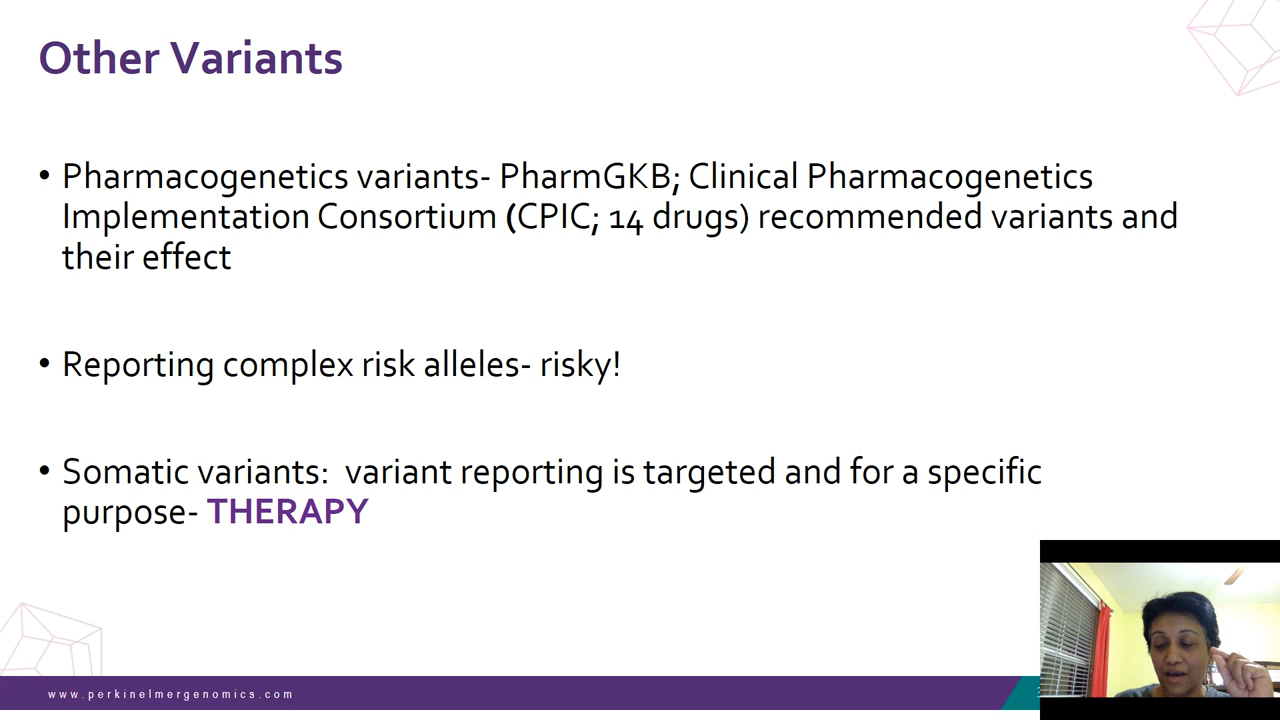 Other Variants
• Pharmacogenetics variants- PharmGKB; Clinical Pharmacogenetics
Implementation Consortium (CPIC; 14 drugs) recommended variants and
their effect
• Reporting complex risk alleles- risky!
• Somatic variants:  variant reporting is targeted and for a specific
purpose- THERAPY
www.perkinelmergenomics.com